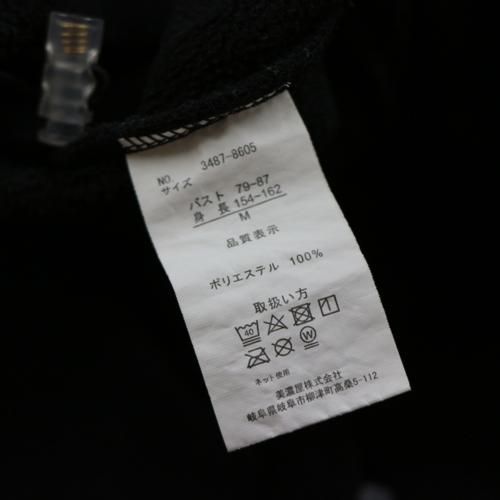 NO. 3487-8605
サイズ
バスト 79-87
身 長 154-162
M
品質表示
ポリエステル 100%
取扱い方
40
W
ネット使用
美濃屋株式会社
岐阜県岐阜市柳津町高桑5-112